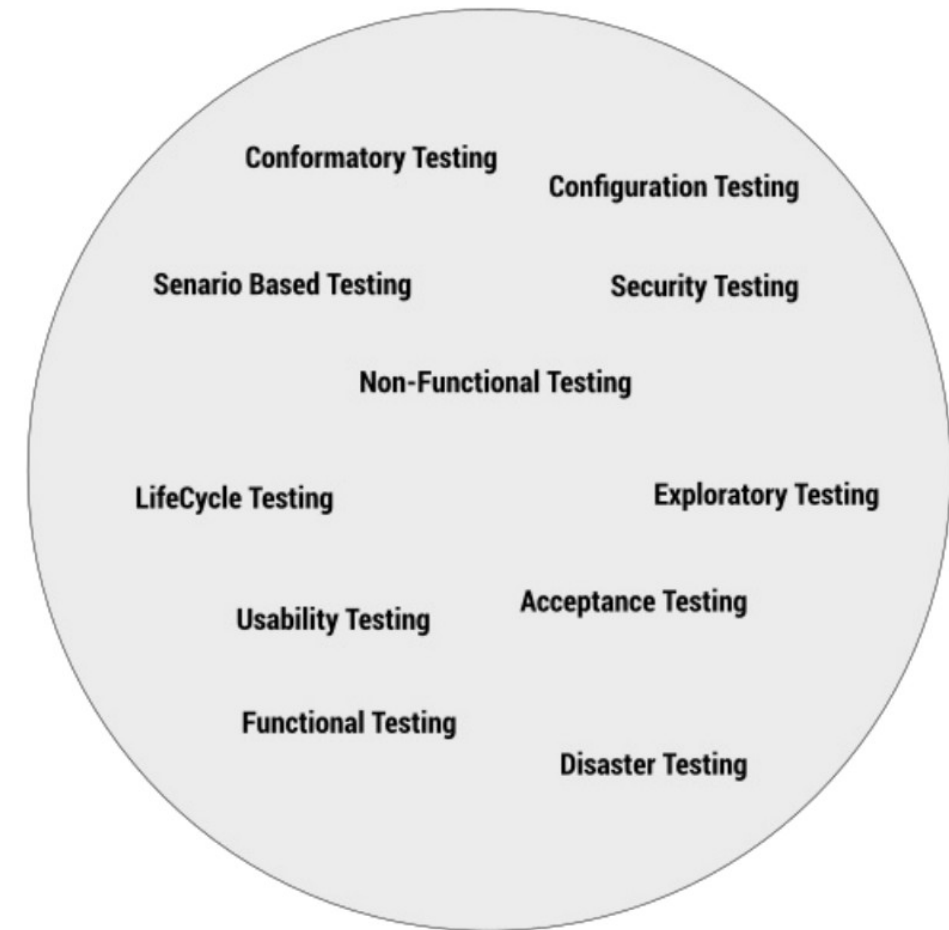 Conformatory Testing
Configuration Testing
Senario Based Testing
Security Testing
Non-Functional Testing
LifeCycle Testing
Exploratory Testing
Usability Testing
Acceptance Testing
Functional Testing
Disaster Testing